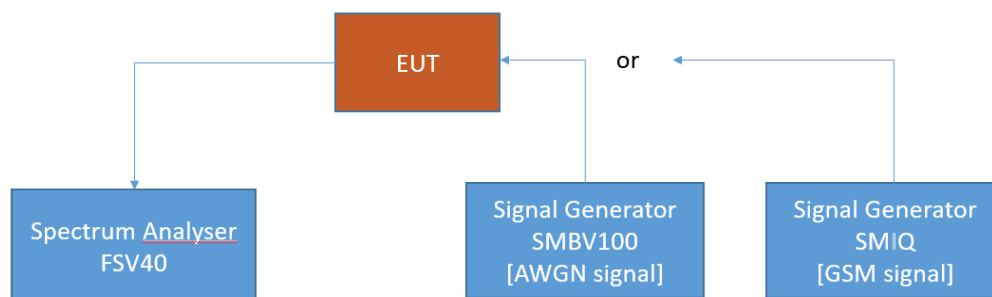 EUT
or
Spectrum Analyser
FSV40
Signal Generator
SMBV100
[AWGN signal]
Signal Generator
SMIQ
[GSM signal]